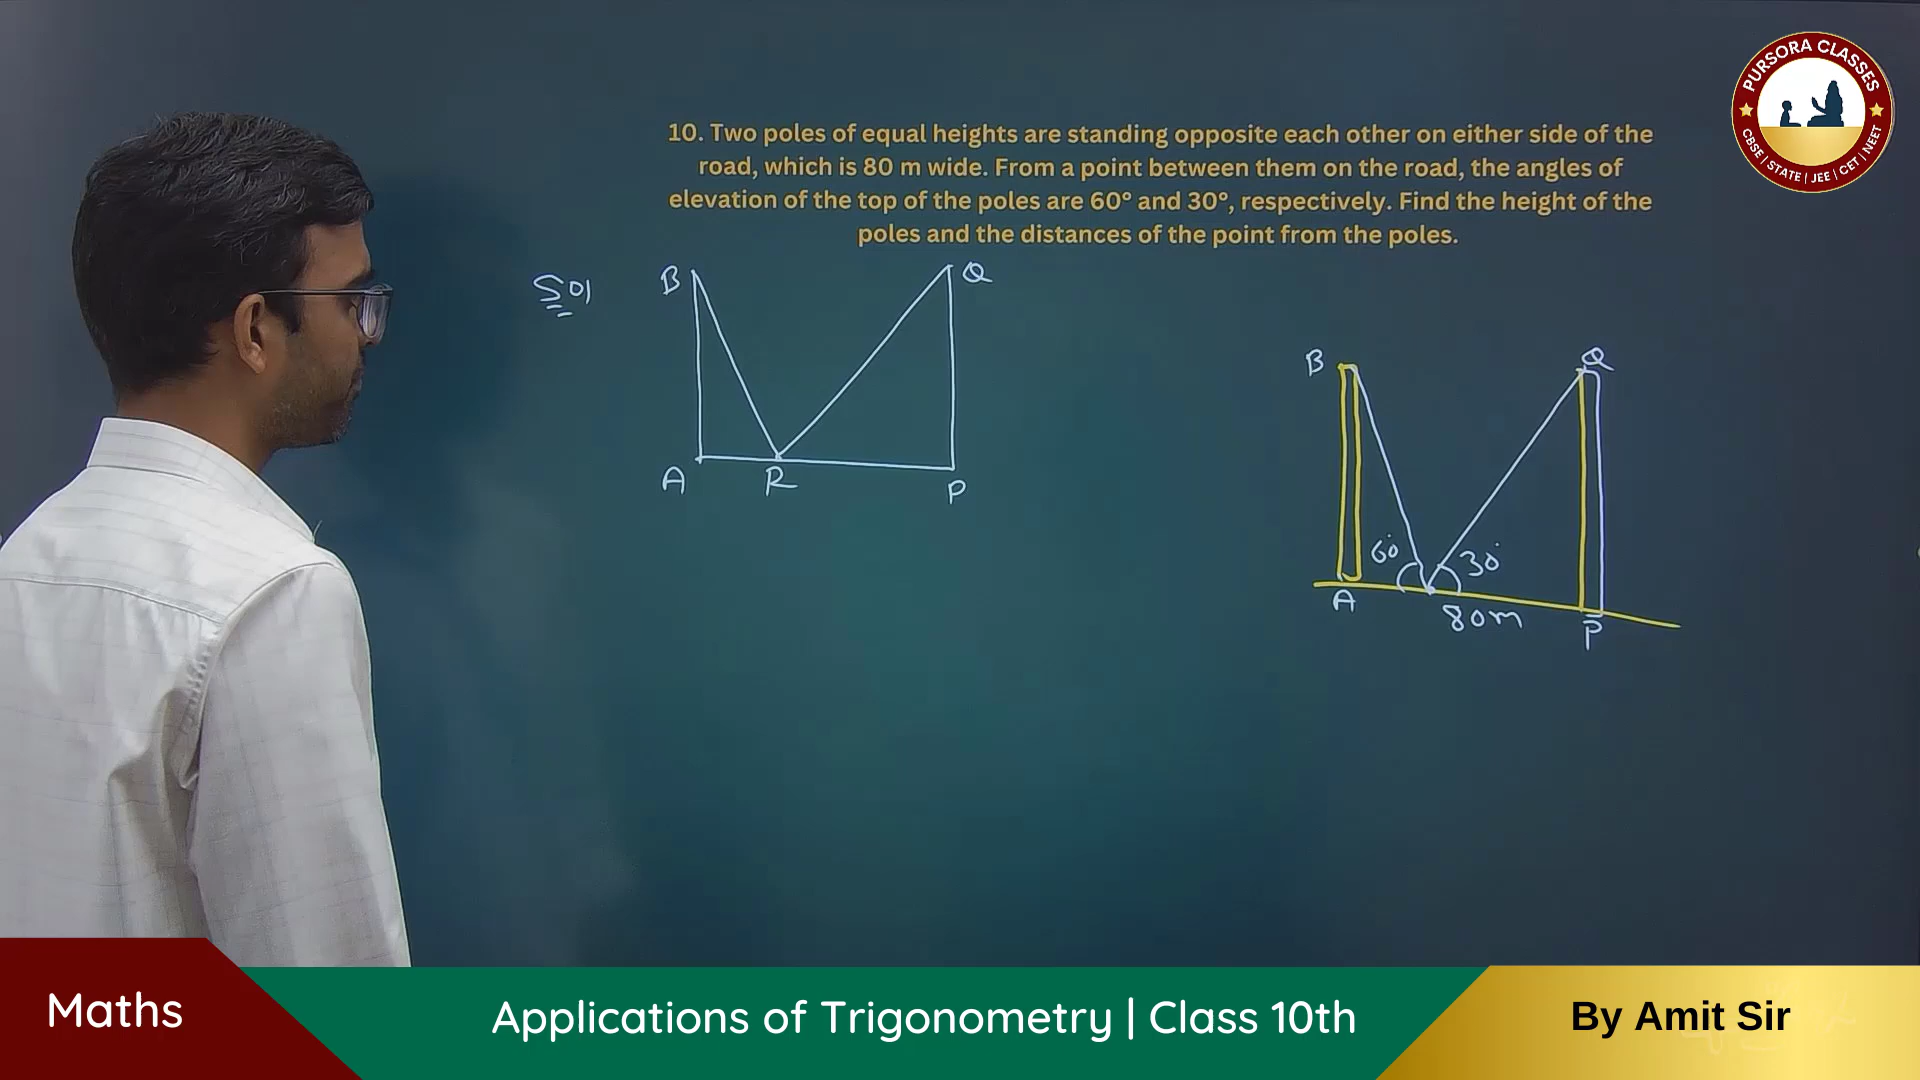 PURSORA CLASSES
CBSE | STATE | JEE | CET | NEET
10. Two poles of equal heights are standing opposite each other on either side of the
road, which is 80 m wide. From a point between them on the road, the angles of
elevation of the top of the poles are 60° and 30°, respectively. Find the height of the
poles and the distances of the point from the poles.
Sol
B
Q
A
R
P
B
Q
60°
30°
A
80m
P
Maths
Applications of Trigonometry | Class 10th
By Amit Sir